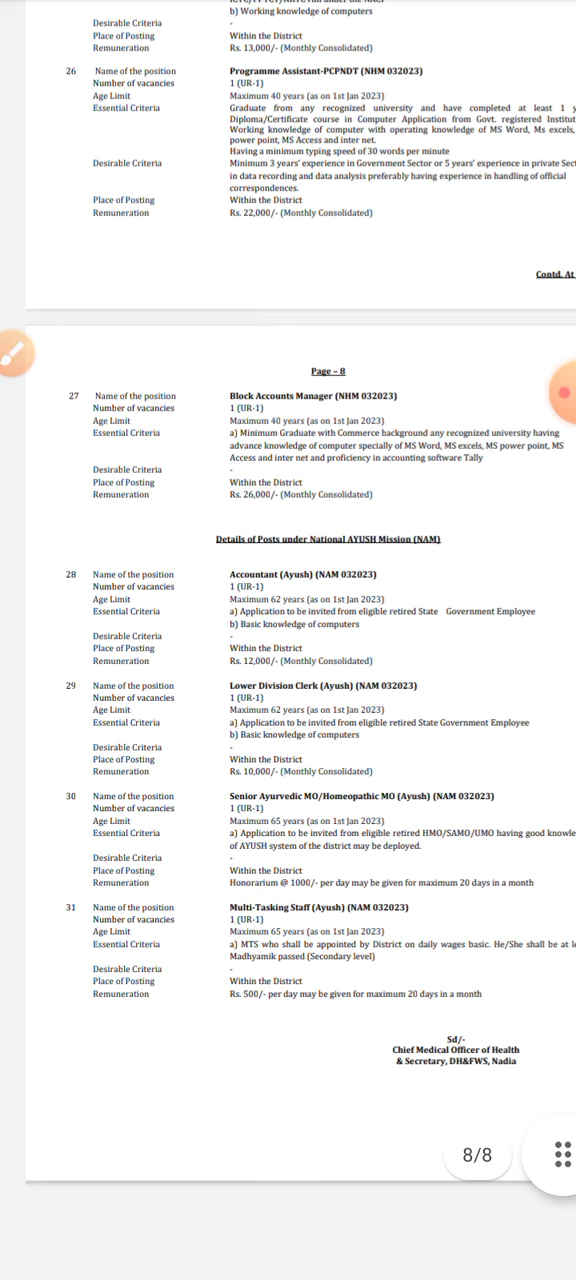 b) Working knowledge of computers
Desirable Criteria -
Place of Posting Within the District
Remuneration Rs. 13,000/- (Monthly Consolidated)
26 Name of the position Programme Assistant-PCPNDT (NHM 032023)
Number of vacancies 1 (UR-1)
Age Limit Maximum 40 years (as on 1st Jan 2023)
Essential Criteria Graduate from any recognized university and have completed at least 1 y
Diploma/Certificate course in Computer Application from Govt. registered Institut
Working knowledge of computer with operating knowledge of MS Word, Ms excels,
power point, MS Access and inter net.
Having a minimum typing speed of 30 words per minute
Desirable Criteria Minimum 3 years' experience in Government Sector or 5 years' experience in private Sect
in data recording and data analysis preferably having experience in handling of official
correspondences.
Place of Posting Within the District
Remuneration Rs. 22,000/- (Monthly Consolidated)
Contd. At
Page – 8
27 Name of the position Block Accounts Manager (NHM 032023)
Number of vacancies 1 (UR-1)
Age Limit Maximum 40 years (as on 1st Jan 2023)
Essential Criteria a) Minimum Graduate with Commerce background any recognized university having
advance knowledge of computer specially of MS Word, MS excels, MS power point, MS
Access and inter net and proficiency in accounting software Tally
Desirable Criteria -
Place of Posting Within the District
Remuneration Rs. 26,000/- (Monthly Consolidated)
Details of Posts under National AYUSH Mission (NAM)
28 Name of the position Accountant (Ayush) (NAM 032023)
Number of vacancies 1 (UR-1)
Age Limit Maximum 62 years (as on 1st Jan 2023)
Essential Criteria a) Application to be invited from eligible retired State Government Employee
b) Basic knowledge of computers
Desirable Criteria -
Place of Posting Within the District
Remuneration Rs. 12,000/- (Monthly Consolidated)
29 Name of the position Lower Division Clerk (Ayush) (NAM 032023)
Number of vacancies 1 (UR-1)
Age Limit Maximum 62 years (as on 1st Jan 2023)
Essential Criteria a) Application to be invited from eligible retired State Government Employee
b) Basic knowledge of computers
Desirable Criteria -
Place of Posting Within the District
Remuneration Rs. 10,000/- (Monthly Consolidated)
30 Name of the position Senior Ayurvedic MO/Homeopathic MO (Ayush) (NAM 032023)
Number of vacancies 1 (UR-1)
Age Limit Maximum 65 years (as on 1st Jan 2023)
Essential Criteria a) Application to be invited from eligible retired HMO/SAMO/UMO having good knowle
of AYUSH system of the district may be deployed.
Desirable Criteria -
Place of Posting Within the District
Remuneration Honorarium @ 1000/- per day may be given for maximum 20 days in a month
31 Name of the position Multi-Tasking Staff (Ayush) (NAM 032023)
Number of vacancies 1 (UR-1)
Age Limit Maximum 65 years (as on 1st Jan 2023)
Essential Criteria a) MTS who shall be appointed by District on daily wages basic. He/She shall be at le
Madhyamik passed (Secondary level)
Desirable Criteria -
Place of Posting Within the District
Remuneration Rs. 500/- per day may be given for maximum 20 days in a month
Sd/-
Chief Medical Officer of Health
& Secretary, DH&FWS, Nadia
8/8